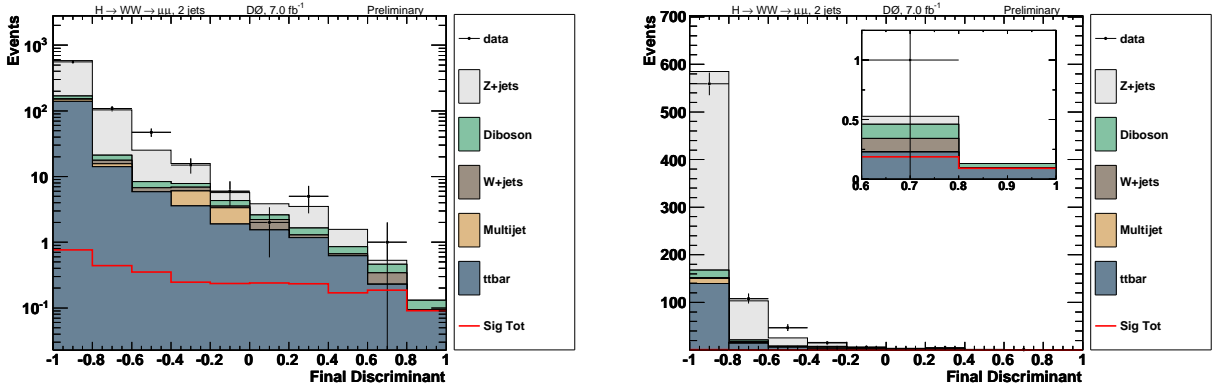 H → WW → μμ, 2 jets DØ, 7.0 fb⁻¹ Preliminary
Events
10³
10²
10
1
10⁻¹
-1 -0.8 -0.6 -0.4 -0.2 0 0.2 0.4 0.6 0.8 1
Final Discriminant
data
Z+jets
Diboson
W+jets
Multijet
ttbar
Sig Tot
H → WW → μμ, 2 jets DØ, 7.0 fb⁻¹ Preliminary
Events
700
600
500
400
300
200
100
-1 -0.8 -0.6 -0.4 -0.2 0 0.2 0.4 0.6 0.8 1
Final Discriminant
1
0.5
0
0.6 0.7 0.8 0.9 1
data
Z+jets
Diboson
W+jets
Multijet
ttbar
Sig Tot